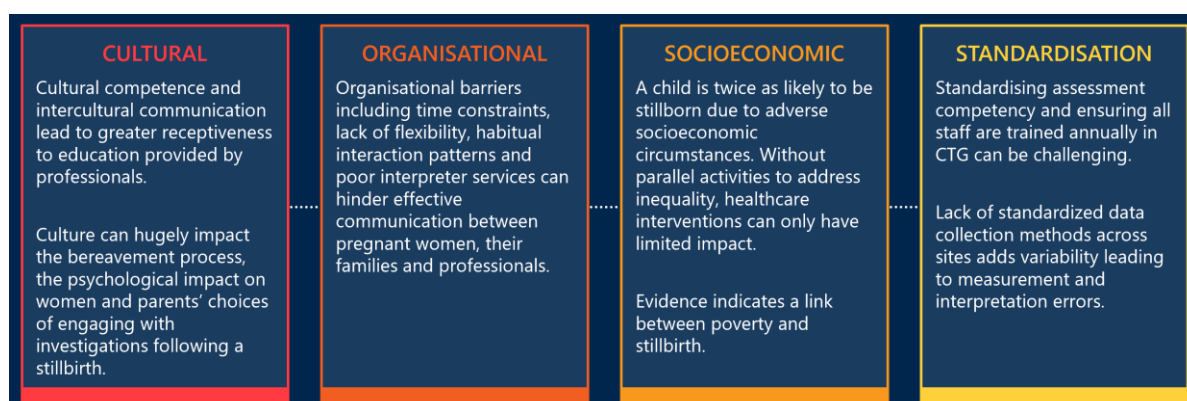 CULTURAL
Cultural competence and
intercultural communication
lead to greater receptiveness
to education provided by
professionals.
Culture can hugely impact
the bereavement process,
the psychological impact on
women and parents’ choices
of engaging with
investigations following a
stillbirth.
ORGANISATIONAL
Organisational barriers
including time constraints,
lack of flexibility, habitual
interaction patterns and
poor interpreter services can
hinder effective
communication between
pregnant women, their
families and professionals.
SOCIOECONOMIC
A child is twice as likely to be
stillborn due to adverse
socioeconomic
circumstances. Without
parallel activities to address
inequality, healthcare
interventions can only have
limited impact.
Evidence indicates a link
between poverty and
stillbirth.
STANDARDISATION
Standardising assessment
competency and ensuring all
staff are trained annually in
CTG can be challenging.
Lack of standardized data
collection methods across
sites adds variability leading
to measurement and
interpretation errors.